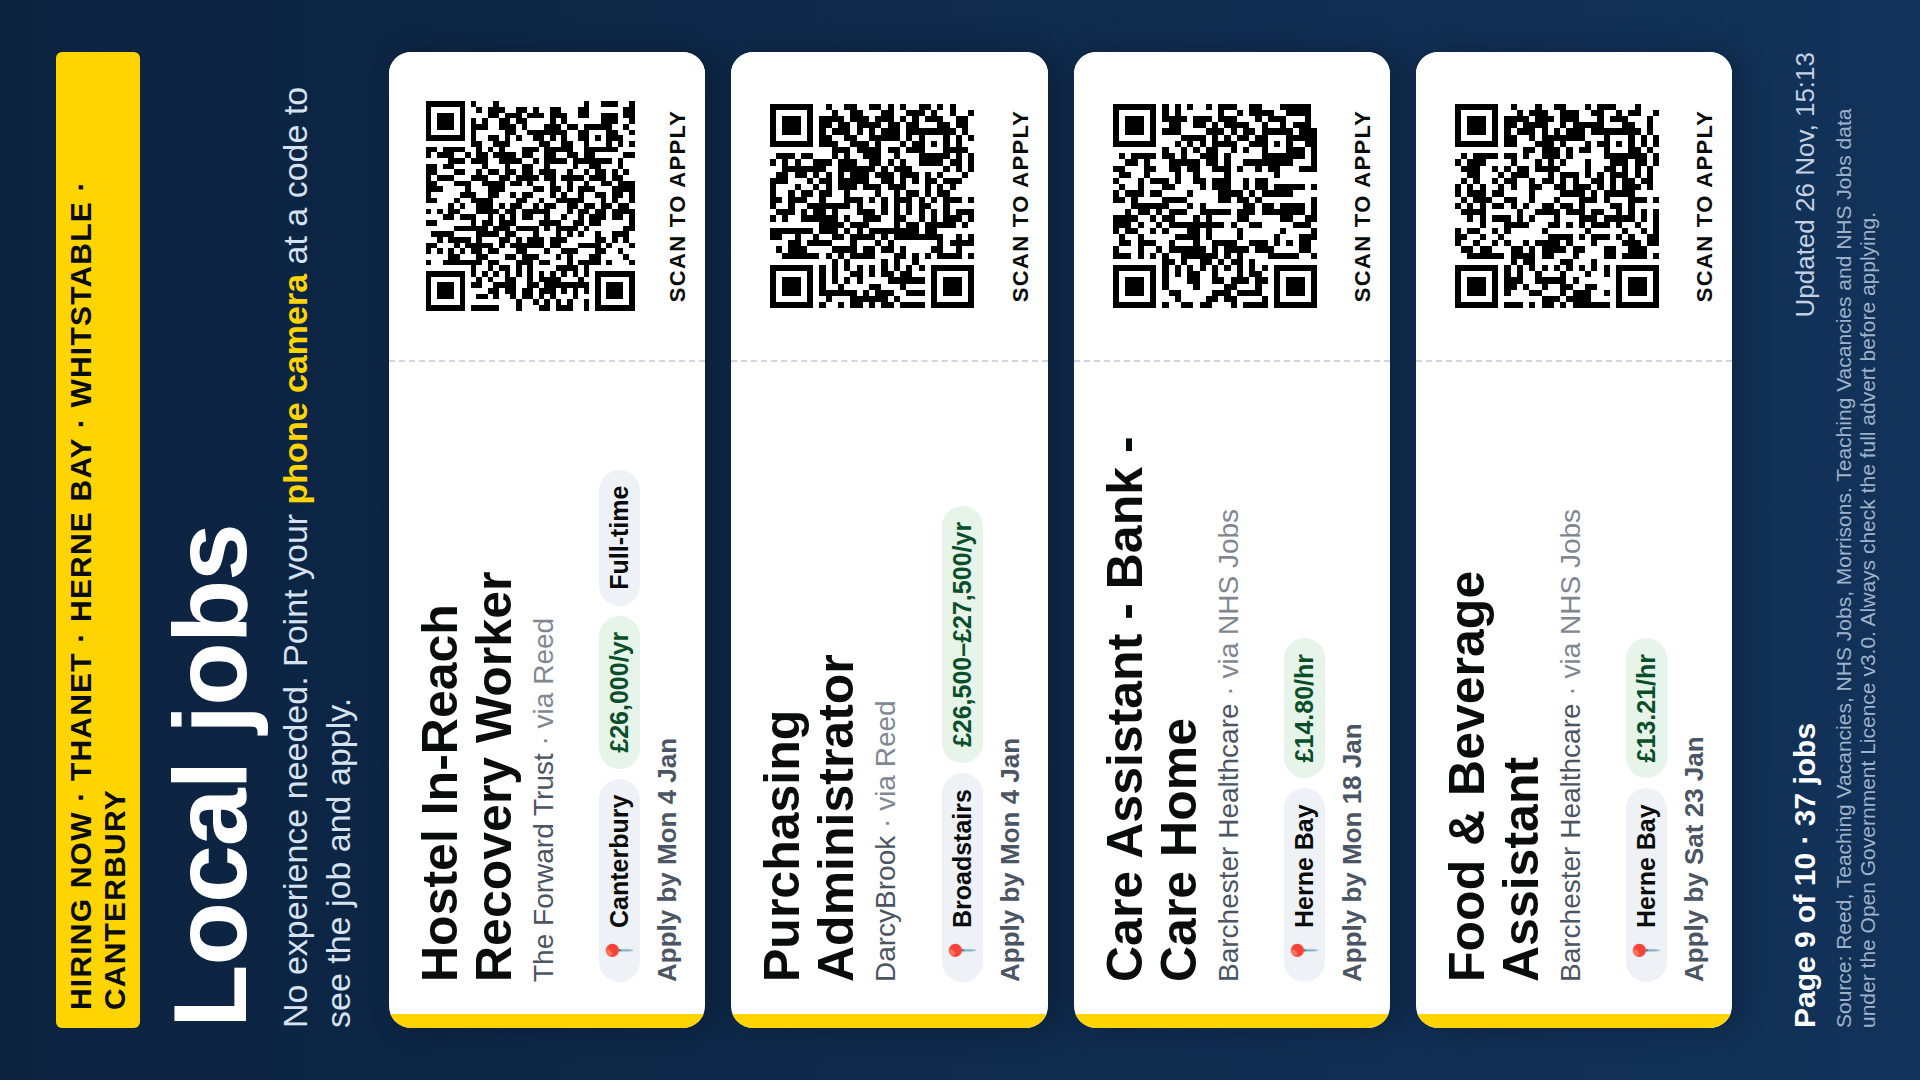 HIRING NOW · THANET · HERNE BAY · WHITSTABLE ·
CANTERBURY
Local jobs
No experience needed. Point your phone camera at a code to
see the job and apply.
Hostel In-Reach
Recovery Worker
The Forward Trust · via Reed
Canterbury
£26,000/yr
Full-time
Apply by Mon 4 Jan
SCAN TO APPLY
Purchasing
Administrator
DarcyBrook · via Reed
Broadstairs
£26,500–£27,500/yr
Apply by Mon 4 Jan
SCAN TO APPLY
Care Assistant - Bank -
Care Home
Barchester Healthcare · via NHS Jobs
Herne Bay
£14.80/hr
Apply by Mon 18 Jan
SCAN TO APPLY
Food & Beverage
Assistant
Barchester Healthcare · via NHS Jobs
Herne Bay
£13.21/hr
Apply by Sat 23 Jan
SCAN TO APPLY
Page 9 of 10 · 37 jobs
Updated 26 Nov, 15:13
Source: Reed, Teaching Vacancies, NHS Jobs, Morrisons. Teaching Vacancies and NHS Jobs data
under the Open Government Licence v3.0. Always check the full advert before applying.